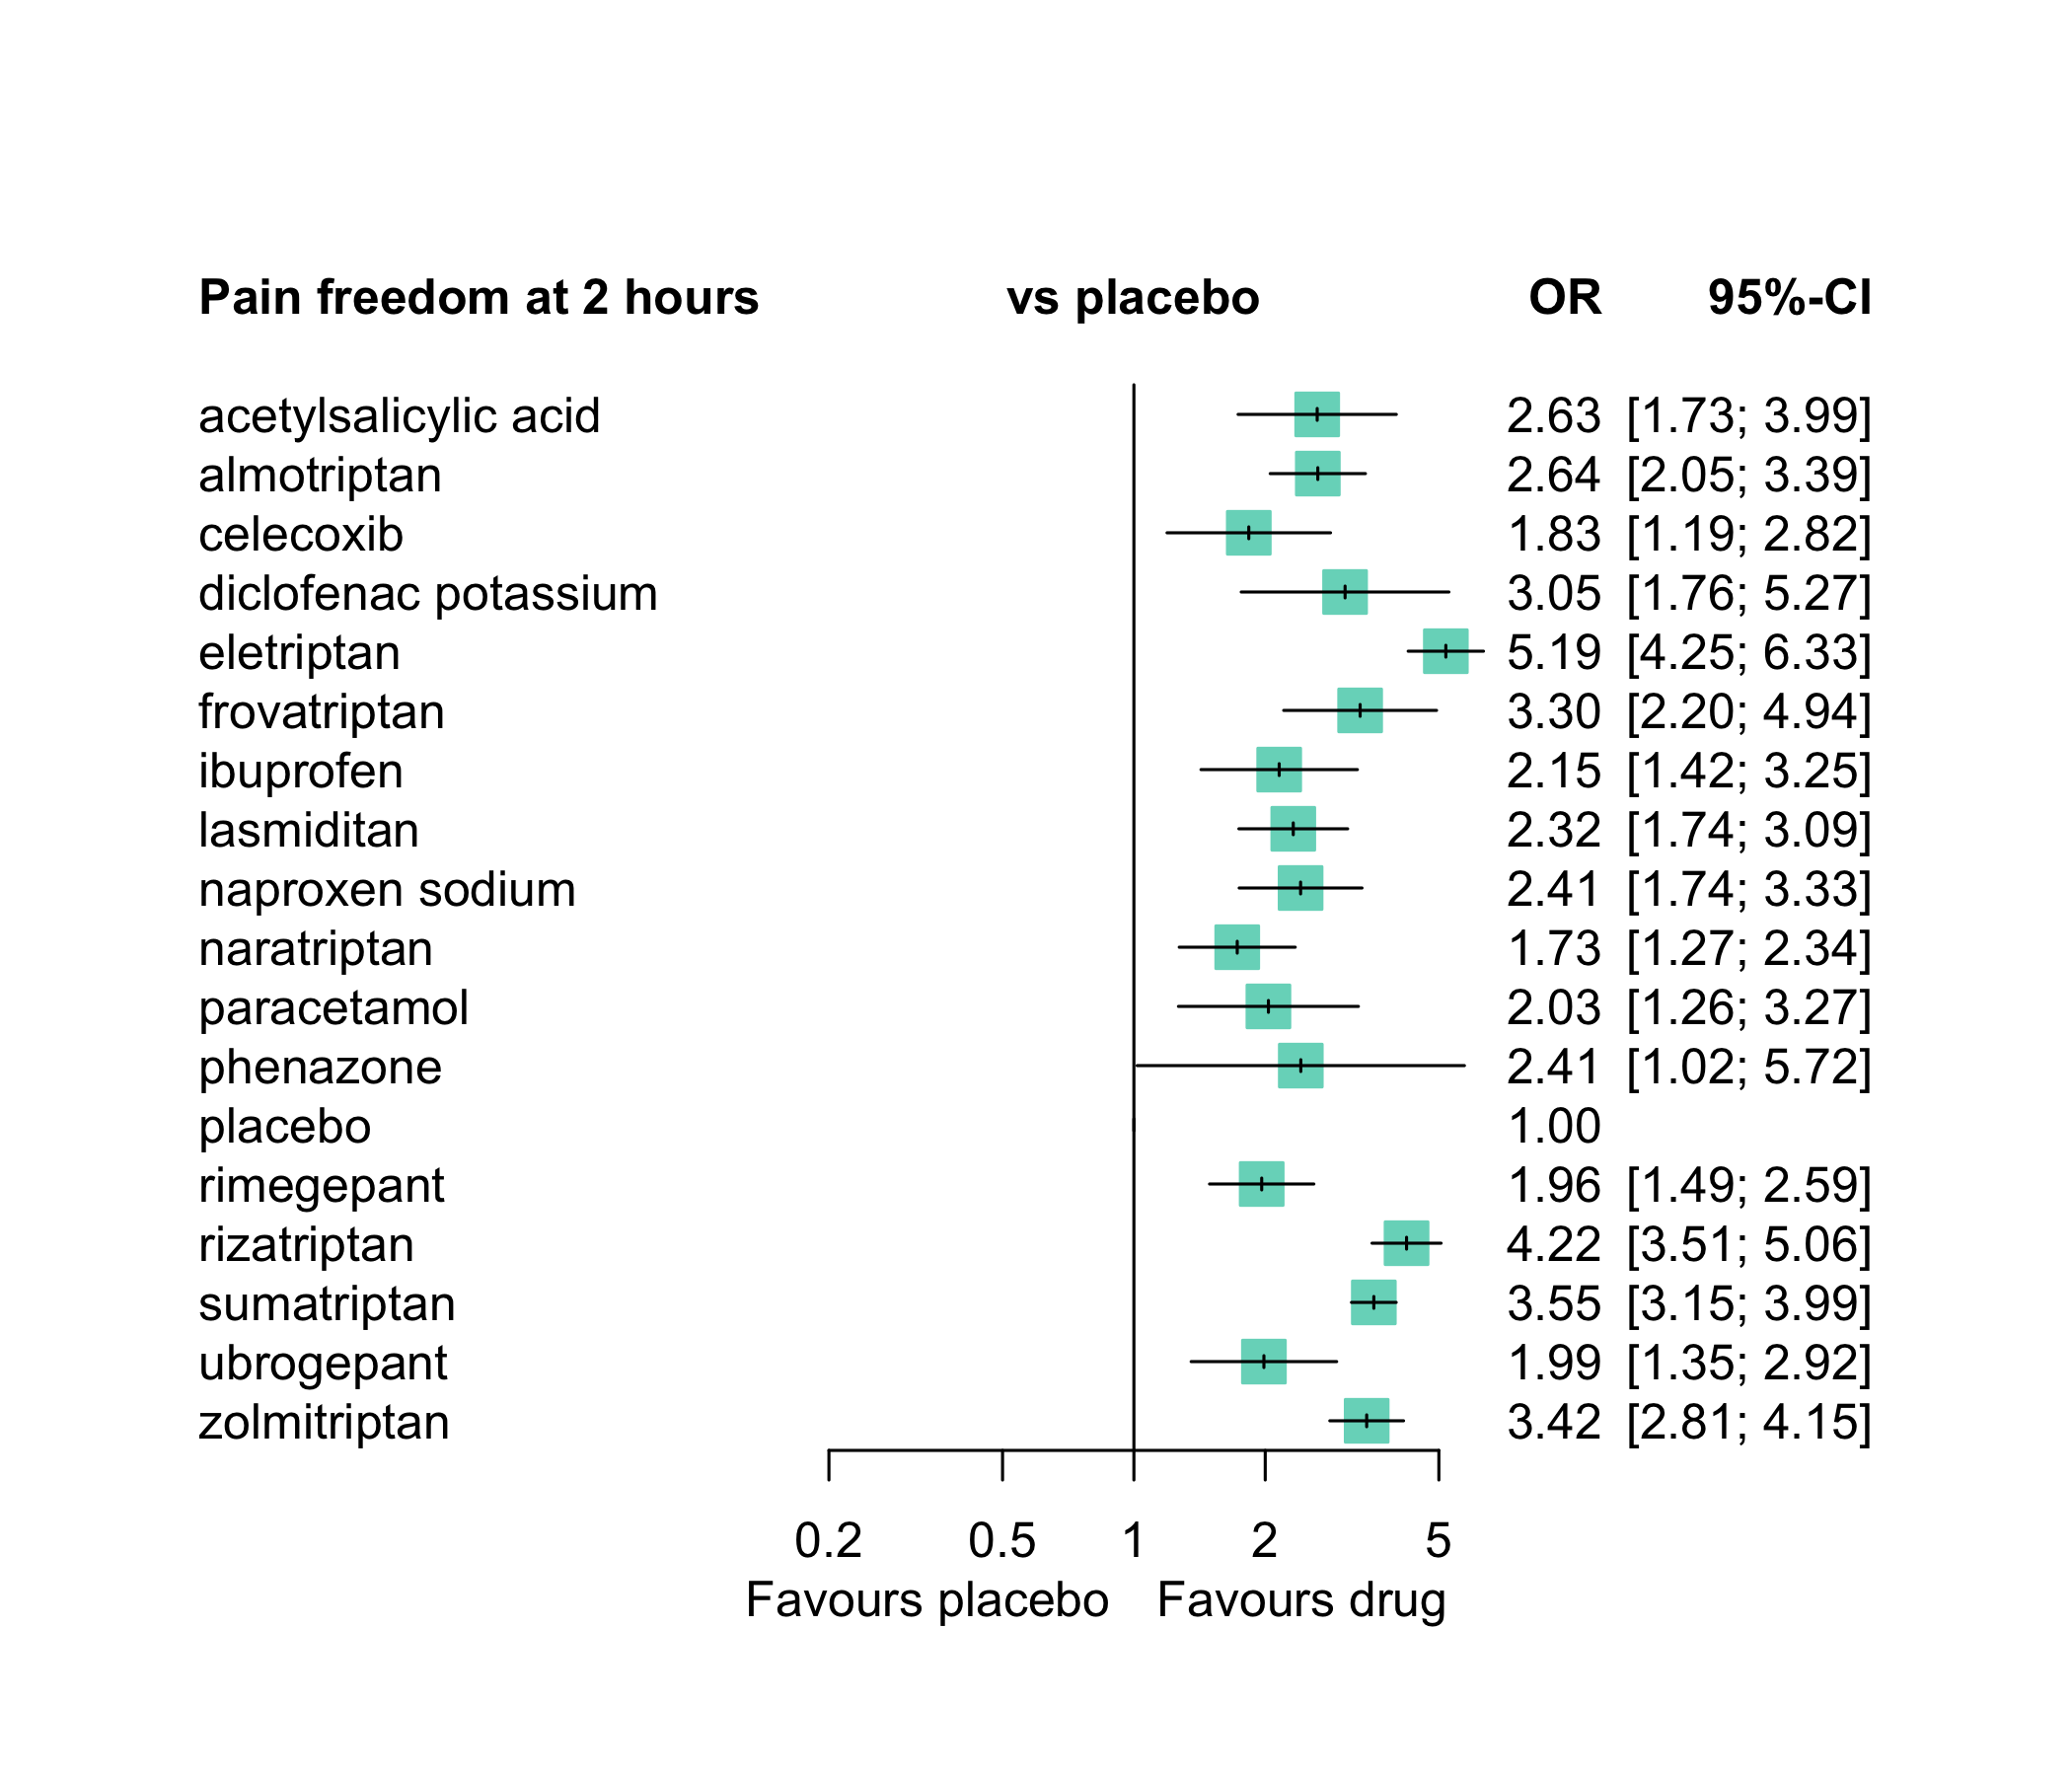 Pain freedom at 2 hours vs placebo OR 95%-CI
acetylsalicylic acid 2.63 [1.73; 3.99]
almotriptan 2.64 [2.05; 3.39]
celecoxib 1.83 [1.19; 2.82]
diclofenac potassium 3.05 [1.76; 5.27]
eletriptan 5.19 [4.25; 6.33]
frovatriptan 3.30 [2.20; 4.94]
ibuprofen 2.15 [1.42; 3.25]
lasmiditan 2.32 [1.74; 3.09]
naproxen sodium 2.41 [1.74; 3.33]
naratriptan 1.73 [1.27; 2.34]
paracetamol 2.03 [1.26; 3.27]
phenazone 2.41 [1.02; 5.72]
placebo 1.00
rimegepant 1.96 [1.49; 2.59]
rizatriptan 4.22 [3.51; 5.06]
sumatriptan 3.55 [3.15; 3.99]
ubrogepant 1.99 [1.35; 2.92]
zolmitriptan 3.42 [2.81; 4.15]
0.2 0.5 1 2 5
Favours placebo Favours drug